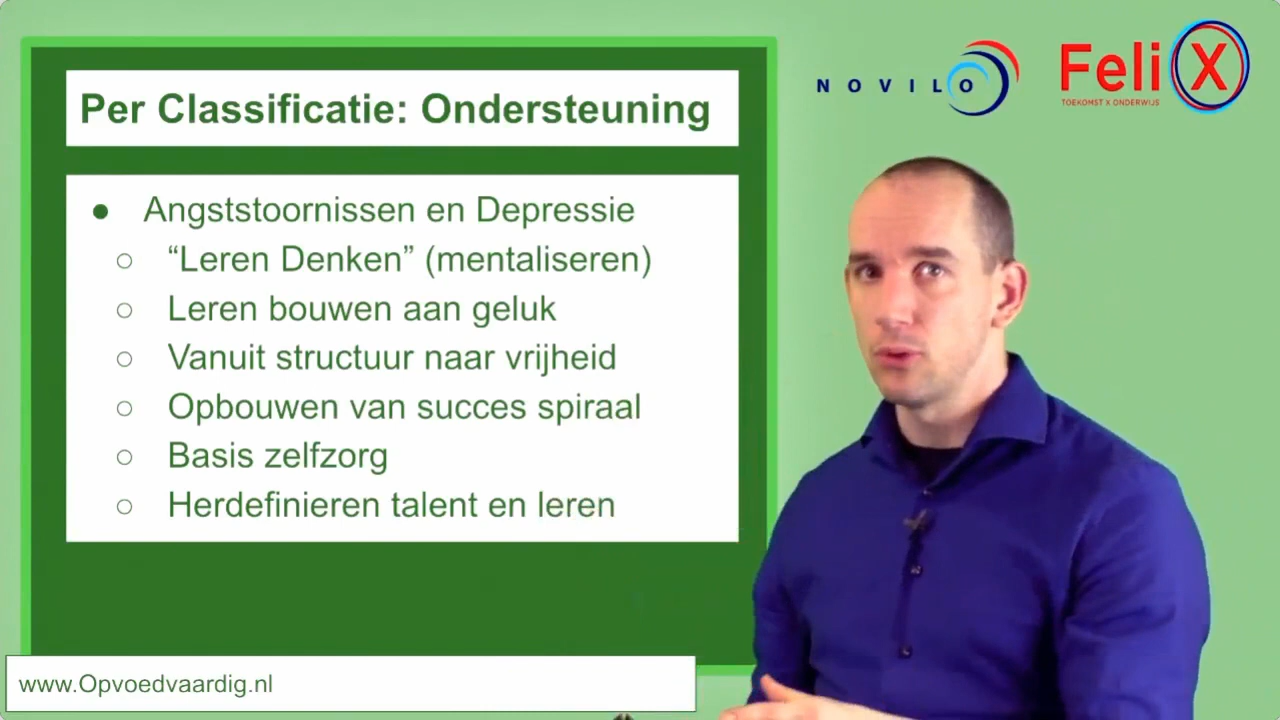 Per Classificatie: Ondersteuning
NOVILO
FeliX
TOEKOMST X ONDERWIJS
● Angststoornissen en Depressie
○ “Leren Denken” (mentaliseren)
○ Leren bouwen aan geluk
○ Vanuit structuur naar vrijheid
○ Opbouwen van succes spiraal
○ Basis zelfzorg
○ Herdefinieren talent en leren
www.Opvoedvaardig.nl